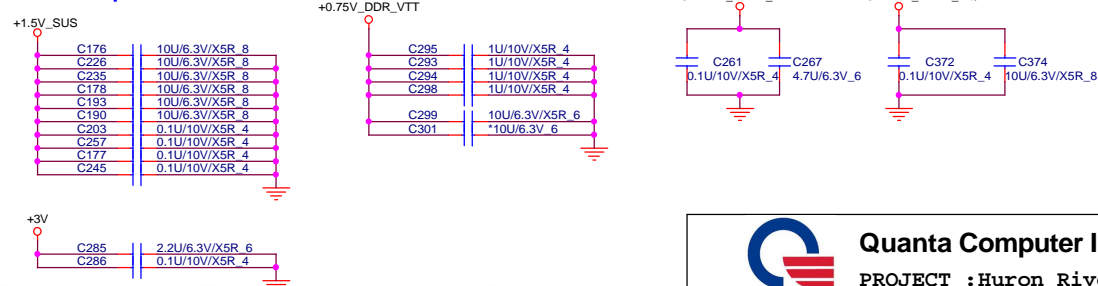 +1.5V_SUS
C176 10U/6.3V/X5R_8
C226 10U/6.3V/X5R_8
C235 10U/6.3V/X5R_8
C178 10U/6.3V/X5R_8
C193 10U/6.3V/X5R_8
C190 10U/6.3V/X5R_8
C203 0.1U/10V/X5R_4
C257 0.1U/10V/X5R_4
C177 0.1U/10V/X5R_4
C245 0.1U/10V/X5R_4
+0.75V_DDR_VTT
C295 1U/10V/X5R_4
C293 1U/10V/X5R_4
C294 1U/10V/X5R_4
C298 1U/10V/X5R_4
C299 10U/6.3V/X5R_6
C301 *10U/6.3V_6
C261 C267
0.1U/10V/X5R_4 4.7U/6.3V_6
C372 C374
0.1U/10V/X5R_4 10U/6.3V/X5R_8
+3V
C285 2.2U/6.3V/X5R_6
C286 0.1U/10V/X5R_4
Quanta Computer I
PROJECT :Huron Riv